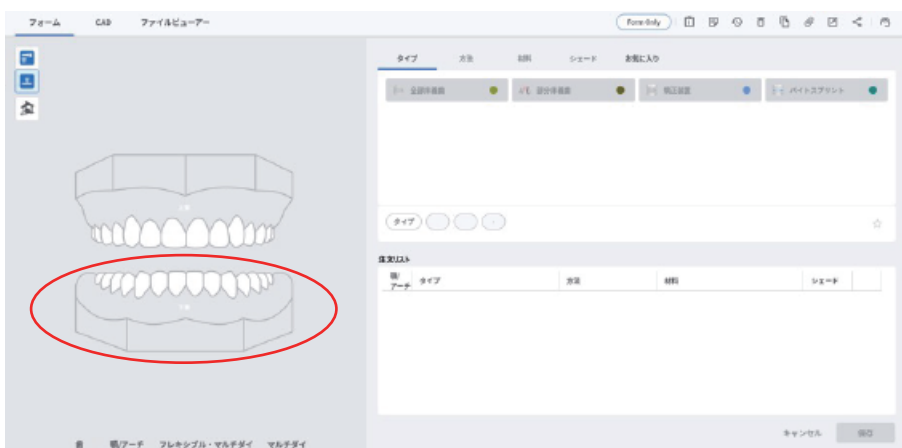 フォーム CAD ファイルビューアー Form Only
タイプ 方法 材料 シェード お気に入り
全部床義歯 部分床義歯 矯正装置 バイトスプリント
上顎
下顎
タイプ
注文リスト
顎/アーチ タイプ 方法 材料 シェード
歯 顎/アーチ フレキシブル・マルチダイ マルチダイ
キャンセル 保存